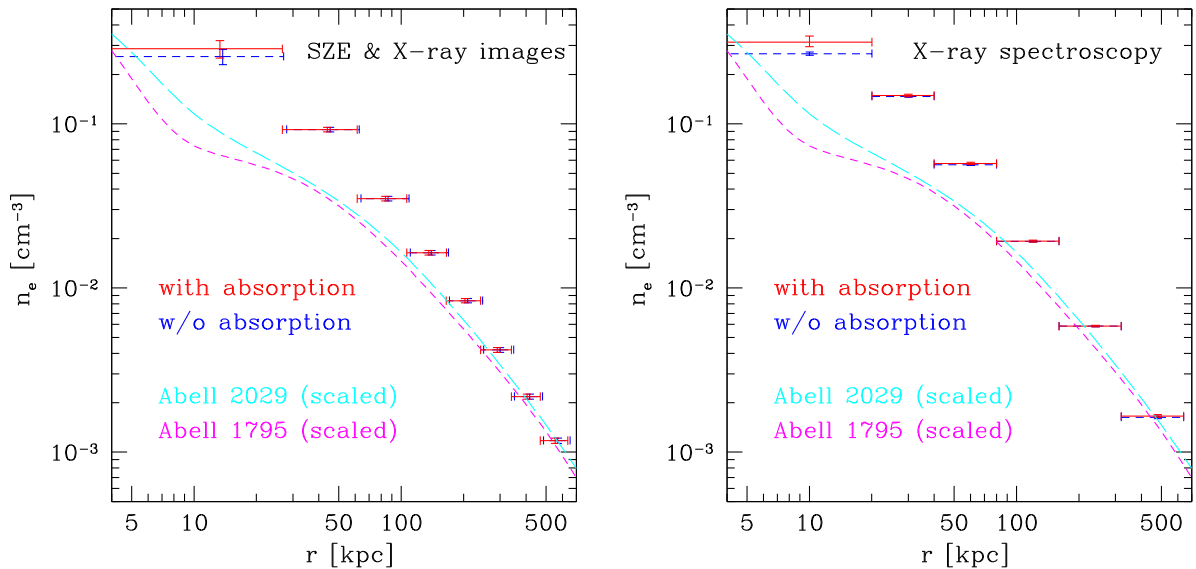 SZE & X-ray images
10⁻¹
10⁻²
10⁻³
nₑ [cm⁻³]
with absorption
w/o absorption
Abell 2029 (scaled)
Abell 1795 (scaled)
5 10 50 100 500
r [kpc]
X-ray spectroscopy
10⁻¹
10⁻²
10⁻³
nₑ [cm⁻³]
with absorption
w/o absorption
Abell 2029 (scaled)
Abell 1795 (scaled)
5 10 50 100 500
r [kpc]